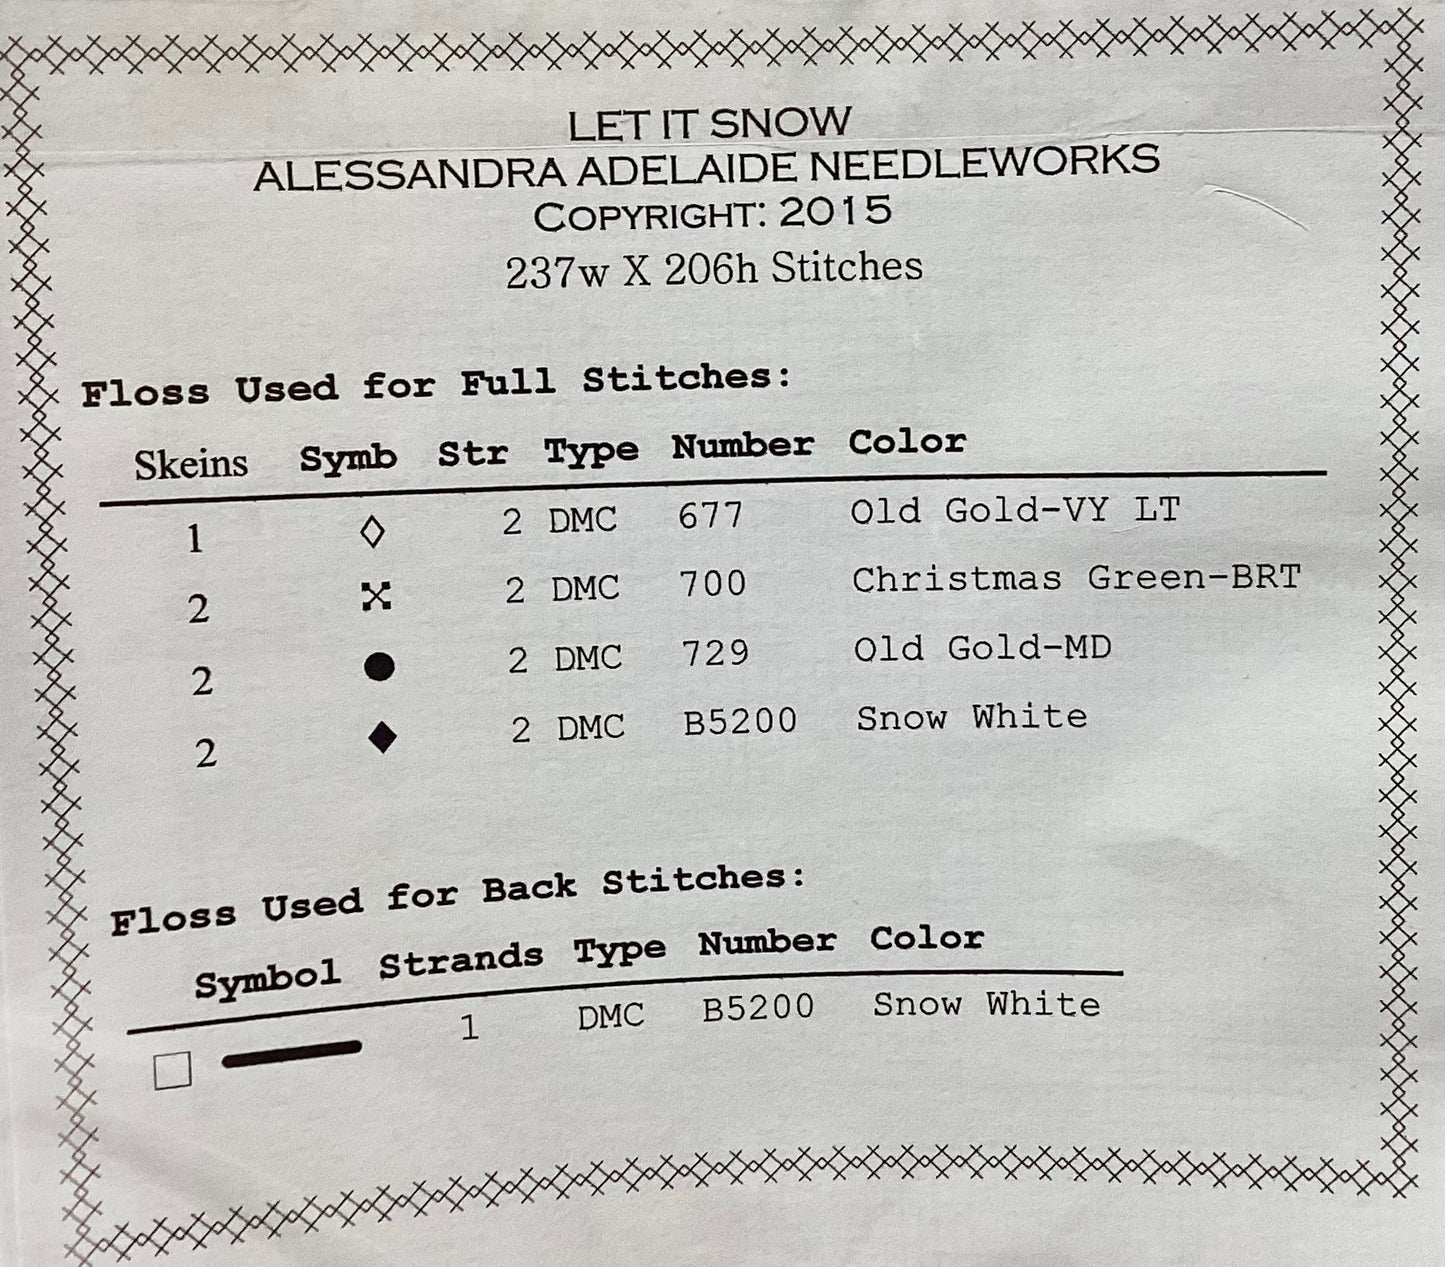 LET IT SNOW
ALESSANDRA ADELAIDE NEEDLEWORKS
COPYRIGHT: 2015
237w X 206h Stitches
Floss Used for Full Stitches:
Skeins Symb Str Type Number Color
1 ◇ 2 DMC 677 Old Gold-VY LT
2 2 DMC 700 Christmas Green-BRT
2 ● 2 DMC 729 Old Gold-MD
2 ◆ 2 DMC B5200 Snow White
Floss Used for Back Stitches:
Symbol Strands Type Number Color
1 DMC B5200 Snow White